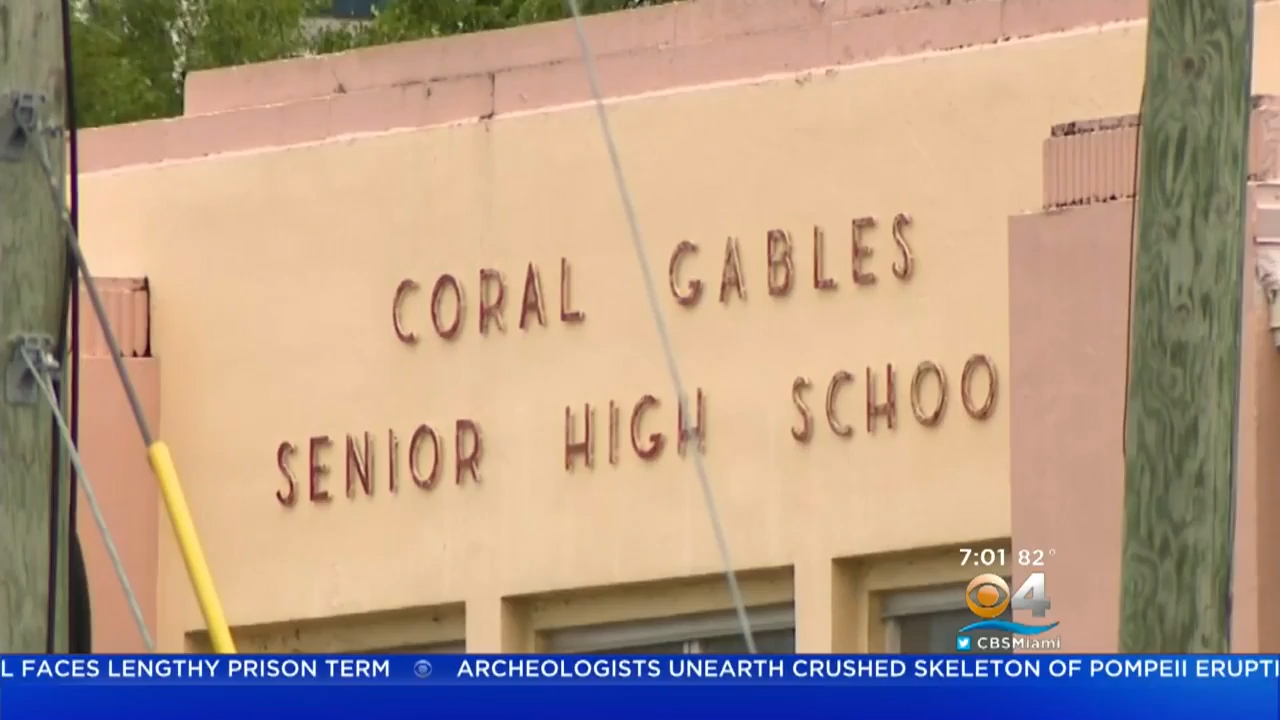 CORAL GABLES
SENIOR HIGH SCHOO
7:01 82°
4
CBSMiami
L FACES LENGTHY PRISON TERM ARCHEOLOGISTS UNEARTH CRUSHED SKELETON OF POMPEII ERUPTI